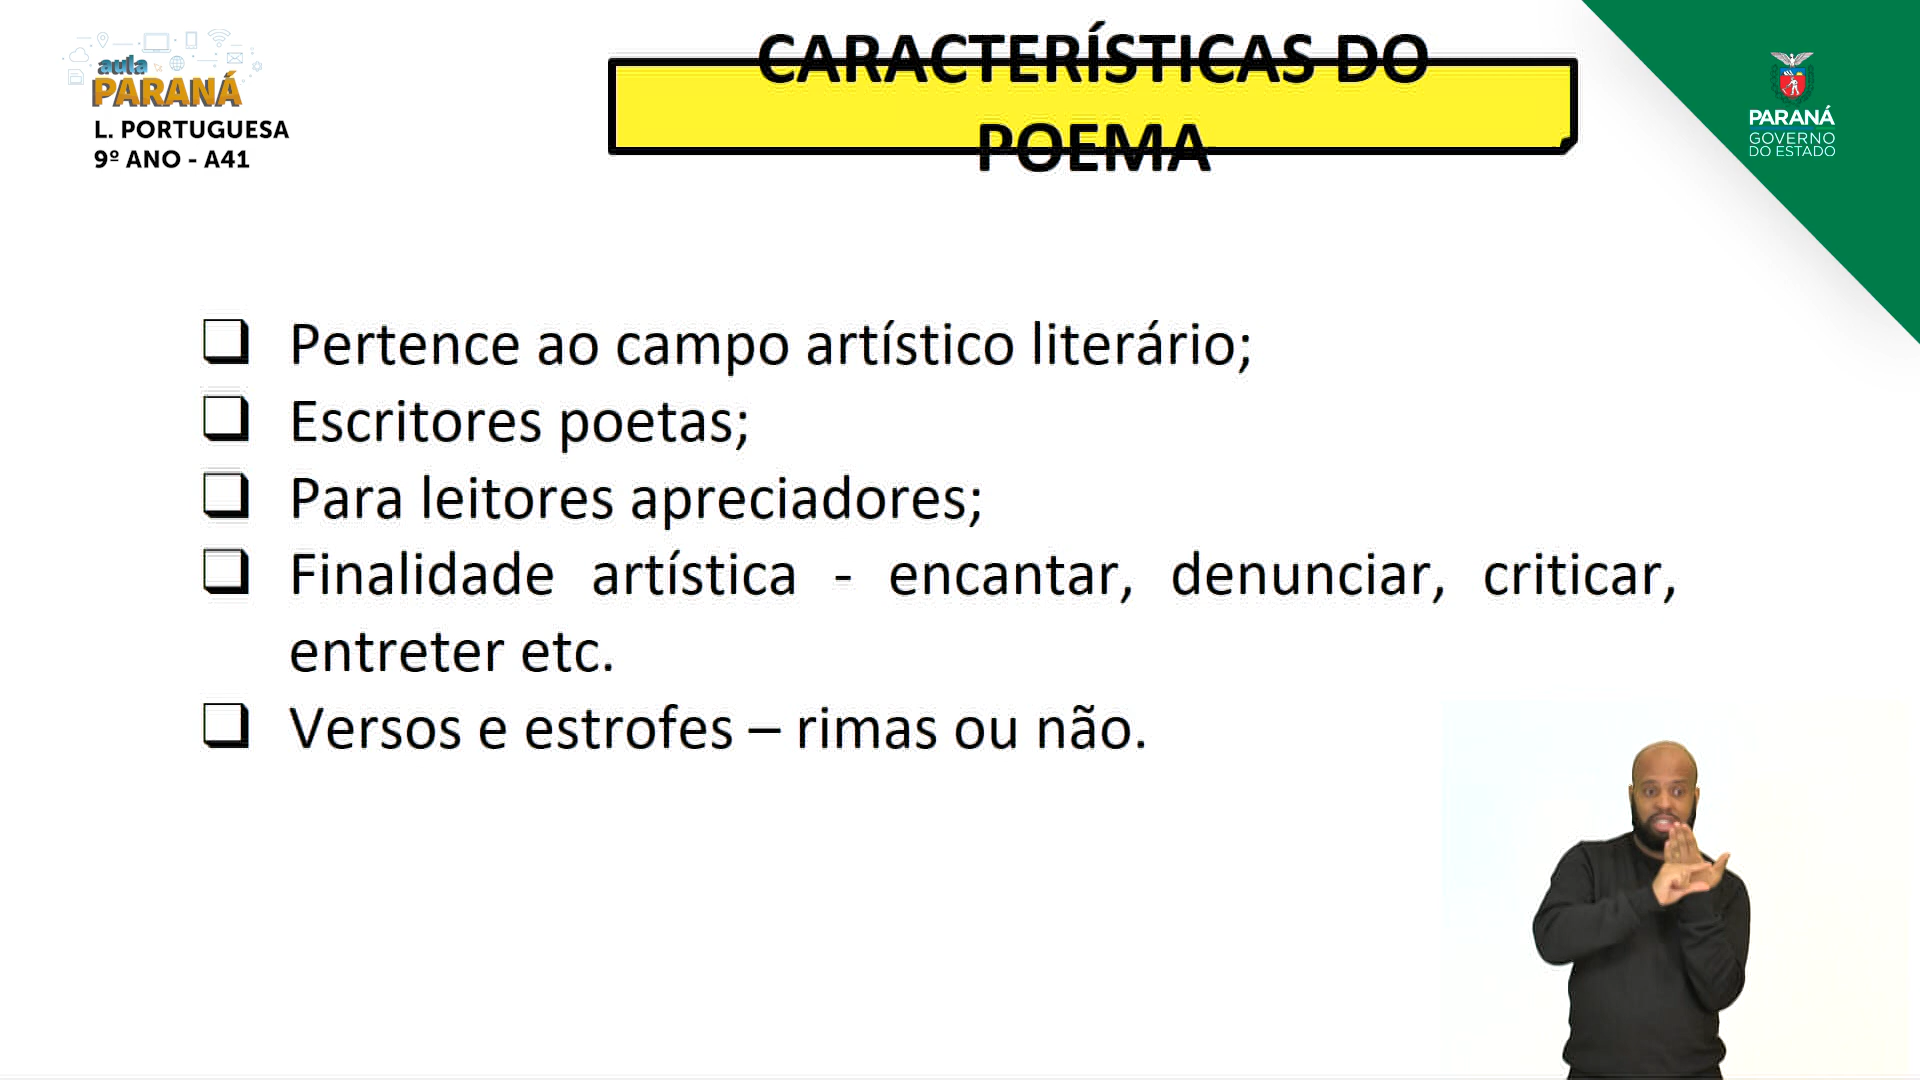 aula
PARANÁ
L. PORTUGUESA
9º ANO - A41
CARACTERÍSTICAS DO
POEMA
PARANÁ
GOVERNO
DO ESTADO
❑ Pertence ao campo artístico literário;
❑ Escritores poetas;
❑ Para leitores apreciadores;
❑ Finalidade artística - encantar, denunciar, criticar,
entreter etc.
❑ Versos e estrofes – rimas ou não.